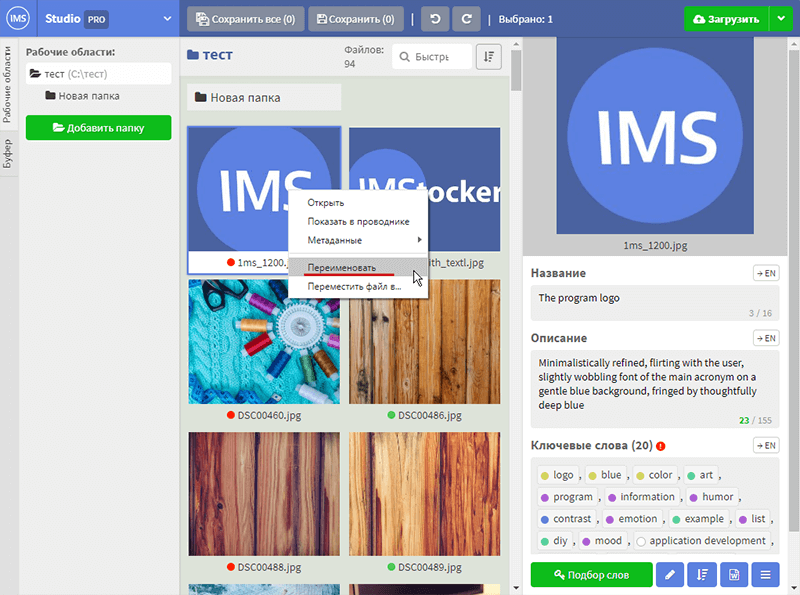 IMS
Studio PRO
Сохранить все (0)
Сохранить (0)
Выбрано: 1
Загрузить
Рабочие области
Буфер
Рабочие области:
тест (C:\тест)
Новая папка
Добавить папку
тест
Файлов:
94
Быстры
Новая папка
IMS
IMStocker
1ms_1200.
ith_textl.jpg
Открыть
Показать в проводнике
Метаданные
Переименовать
Переместить файл в...
DSC00460.jpg
DSC00486.jpg
DSC00488.jpg
DSC00489.jpg
IMS
1ms_1200.jpg
Название
→ EN
The program logo
3 / 16
Описание
→ EN
Minimalistically refined, flirting with the user,
slightly wobbling font of the main acronym on a
gentle blue background, fringed by thoughtfully
deep blue
23 / 155
Ключевые слова (20)
→ EN
logo , blue , color , art ,
program , information , humor ,
contrast , emotion , example , list ,
diy , mood , application development ,
Подбор слов